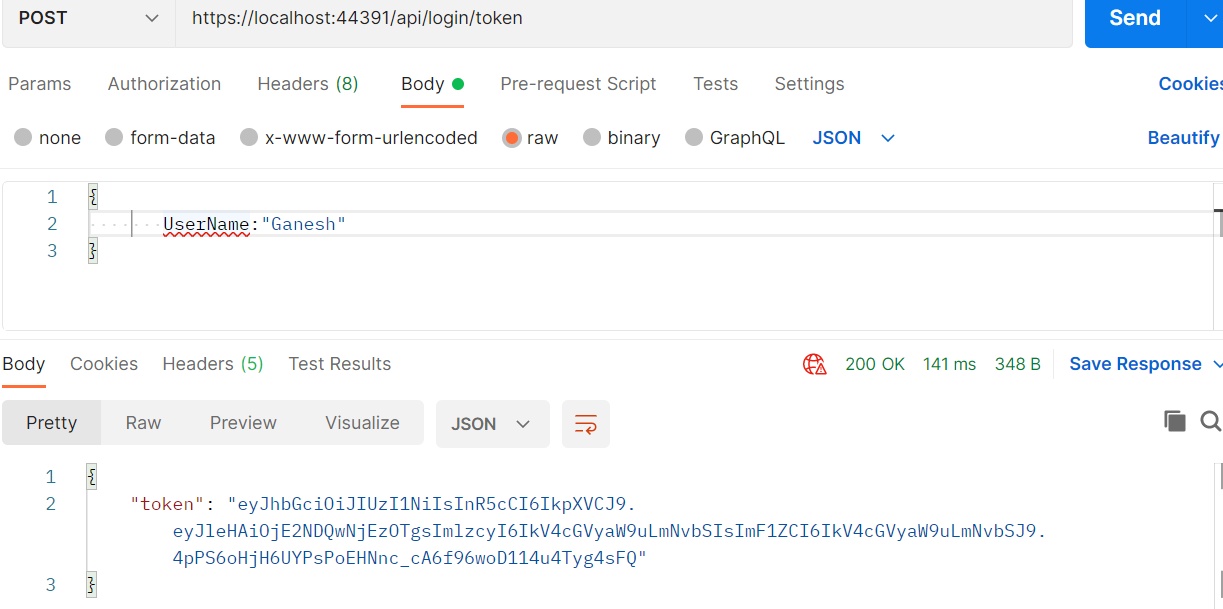 POST https://localhost:44391/api/login/token Send
Params Authorization Headers (8) Body Pre-request Script Tests Settings Cookies
none form-data x-www-form-urlencoded raw binary GraphQL JSON Beautify
1 {
2 UserName:"Ganesh"
3 }
Body Cookies Headers (5) Test Results 200 OK 141 ms 348 B Save Response
Pretty Raw Preview Visualize JSON
1 {
2 "token": "eyJhbGciOiJIUzI1NiIsInR5cCI6IkpXVCJ9.
eyJleHAiOjE2NDQwNjEzOTgsImlzcyI6IkV4cGVyaW9uLmNvbSIsImF1ZCI6IkV4cGVyaW9uLmNvbSJ9.
4pPS6oHjH6UYPsPoEHNnc_cA6f96woD114u4Tyg4sFQ"
3 }